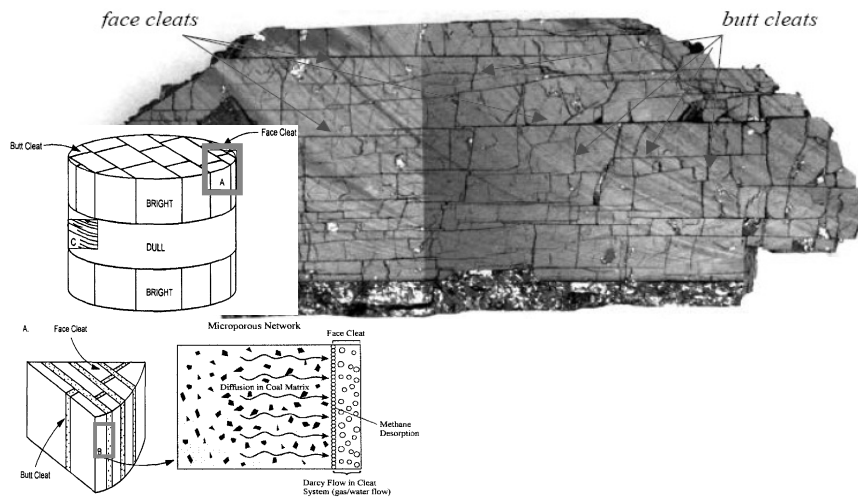 face cleats
butt cleats
Butt Cleat
Face Cleat
A
BRIGHT
C
DULL
BRIGHT
A.
Face Cleat
Butt Cleat
B
Microporous Network
Face Cleat
Diffusion in Coal Matrix
Methane
Desorption
Darcy Flow in Cleat
System (gas/water flow)